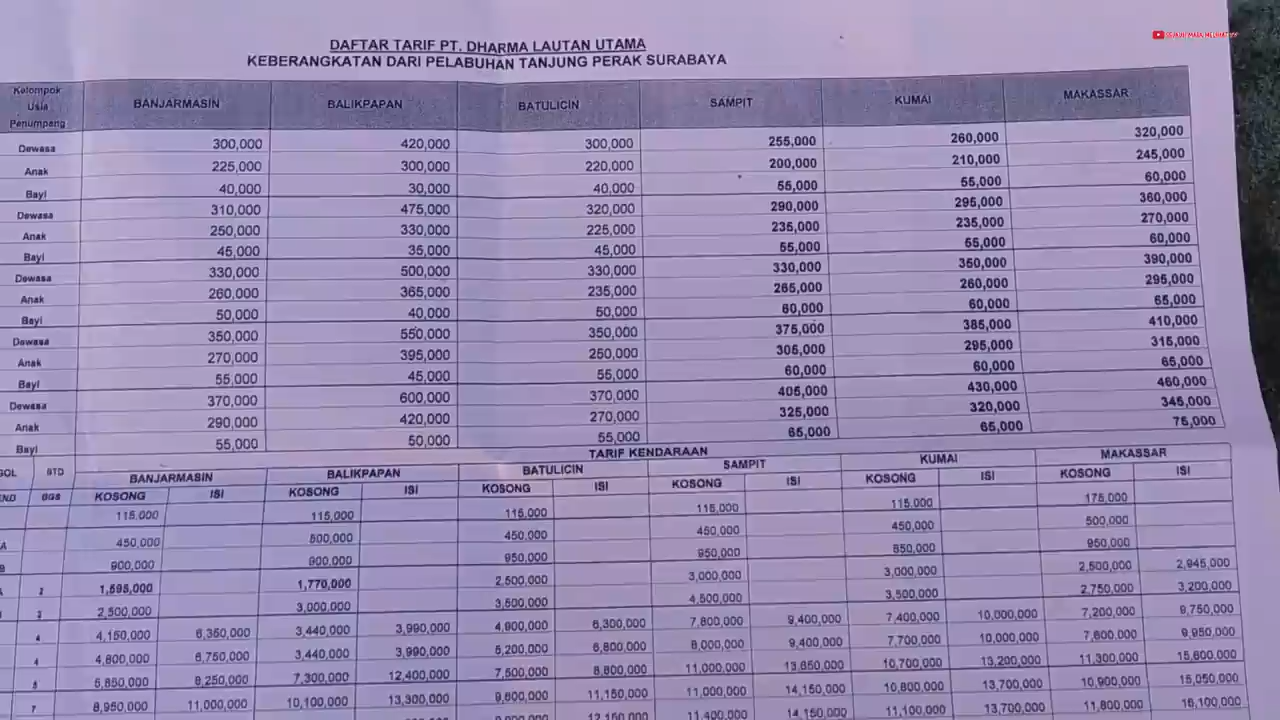 DAFTAR TARIF PT. DHARMA LAUTAN UTAMA
KEBERANGKATAN DARI PELABUHAN TANJUNG PERAK SURABAYA
Kelompok Usia Penumpang BANJARMASIN BALIKPAPAN BATULICIN SAMPIT KUMAI MAKASSAR
Dewasa 300,000 420,000 300,000 255,000 260,000 320,000
Anak 225,000 300,000 220,000 200,000 210,000 245,000
Bayi 40,000 30,000 40,000 55,000 55,000 60,000
Dewasa 310,000 475,000 320,000 290,000 295,000 360,000
Anak 250,000 330,000 225,000 235,000 235,000 270,000
Bayi 45,000 35,000 45,000 55,000 55,000 60,000
Dewasa 330,000 500,000 330,000 330,000 350,000 390,000
Anak 260,000 365,000 235,000 265,000 260,000 295,000
Bayi 50,000 40,000 50,000 60,000 60,000 65,000
Dewasa 350,000 550,000 350,000 375,000 385,000 410,000
Anak 270,000 395,000 250,000 305,000 295,000 315,000
Bayi 55,000 45,000 55,000 60,000 60,000 65,000
Dewasa 370,000 600,000 370,000 405,000 430,000 460,000
Anak 290,000 420,000 270,000 325,000 320,000 345,000
Bayi 55,000 50,000 55,000 65,000 65,000 75,000
TARIF KENDARAAN
BANJARMASIN BALIKPAPAN BATULICIN SAMPIT KUMAI MAKASSAR
KOSONG ISI KOSONG ISI KOSONG ISI KOSONG ISI KOSONG ISI KOSONG ISI
115,000 115,000 115,000 115,000 115,000 175,000
A 450,000 450,000 450,000 450,000 500,000
B 900,000 900,000 950,000 950,000 950,000
2 1,595,000 1,770,000 2,500,000 3,000,000 3,000,000 2,500,000 2,945,000
3 2,500,000 3,000,000 3,500,000 4,500,000 3,500,000 2,750,000 3,200,000
4 4,150,000 6,350,000 3,440,000 3,990,000 4,900,000 6,300,000 7,800,000 9,400,000 7,400,000 10,000,000 7,200,000 9,750,000
4 4,800,000 6,750,000 3,440,000 3,990,000 5,200,000 6,800,000 8,000,000 9,400,000 7,700,000 10,000,000 7,600,000 9,950,000
5 5,850,000 8,250,000 7,300,000 12,400,000 7,500,000 8,800,000 11,000,000 13,850,000 10,700,000 13,200,000 11,300,000 15,600,000
7 8,950,000 11,000,000 10,100,000 13,300,000 9,600,000 11,150,000 11,000,000 14,150,000 10,800,000 13,700,000 10,900,000 15,050,000
12,150,000 11,400,000 14,150,000 11,100,000 13,700,000 11,800,000 16,100,000